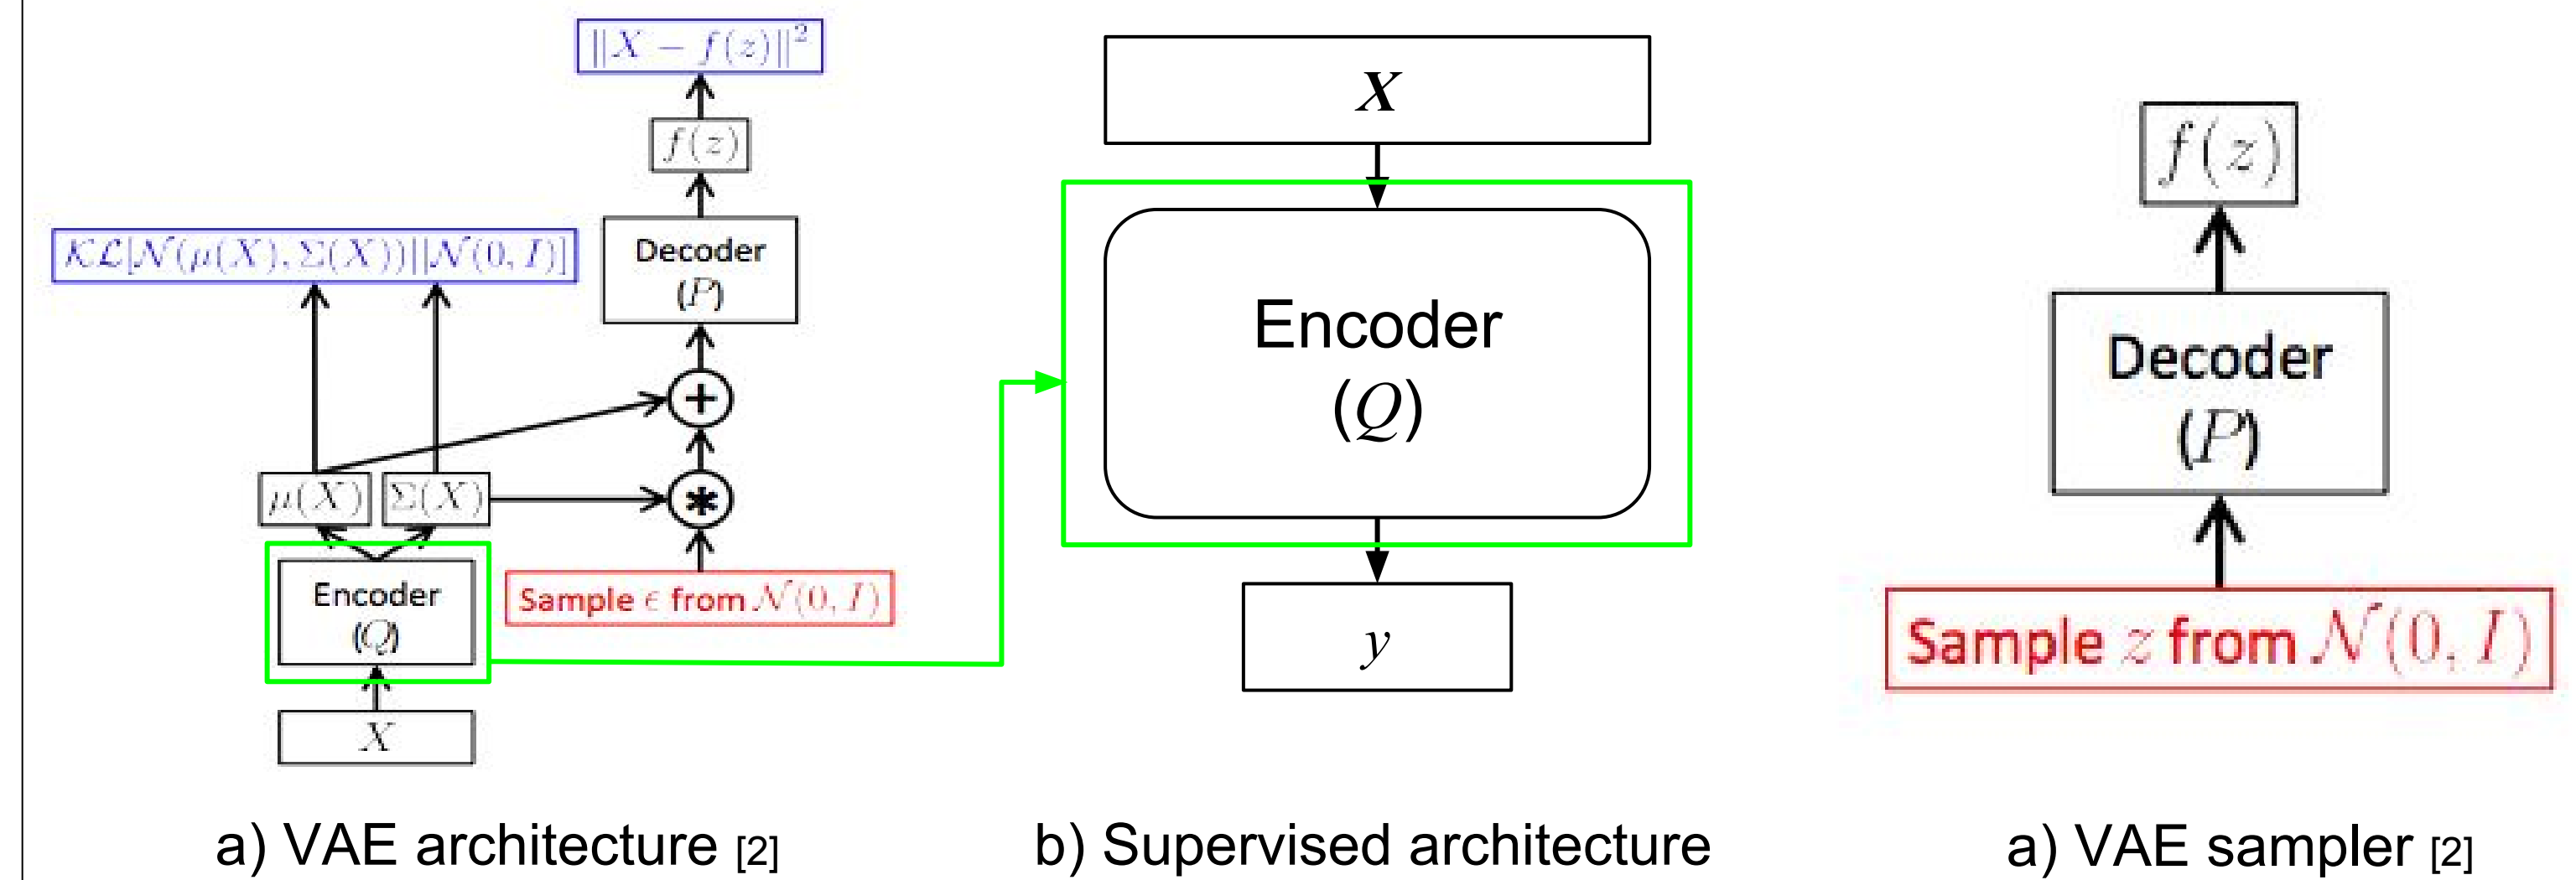 ‖X − f(z)‖²
f(z)
Decoder
(P)
𝒦ℒ[𝒩(μ(X), Σ(X))||𝒩(0, I)]
+
μ(X)
Σ(X)
*
Encoder
(Q)
Sample ϵ from 𝒩(0, I)
X
a) VAE architecture [2]
X
Encoder
(Q)
y
b) Supervised architecture
f(z)
Decoder
(P)
Sample z from 𝒩(0, I)
a) VAE sampler [2]